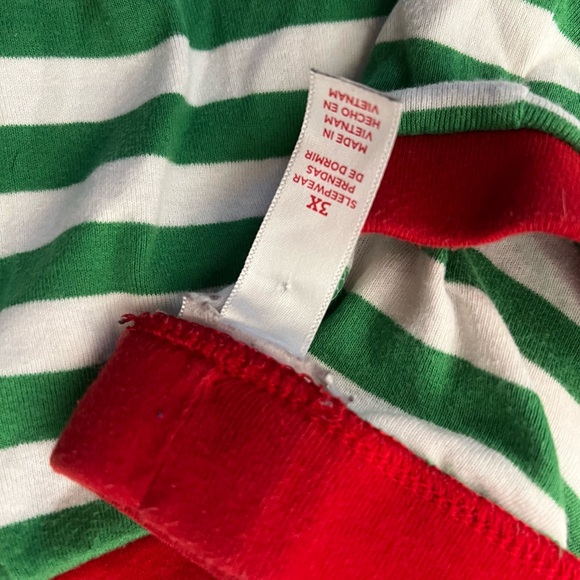 3X
SLEEPWEAR
PRENDAS
DE DORMIR
MADE IN
VIETNAM
HECHO EN
VIETNAM